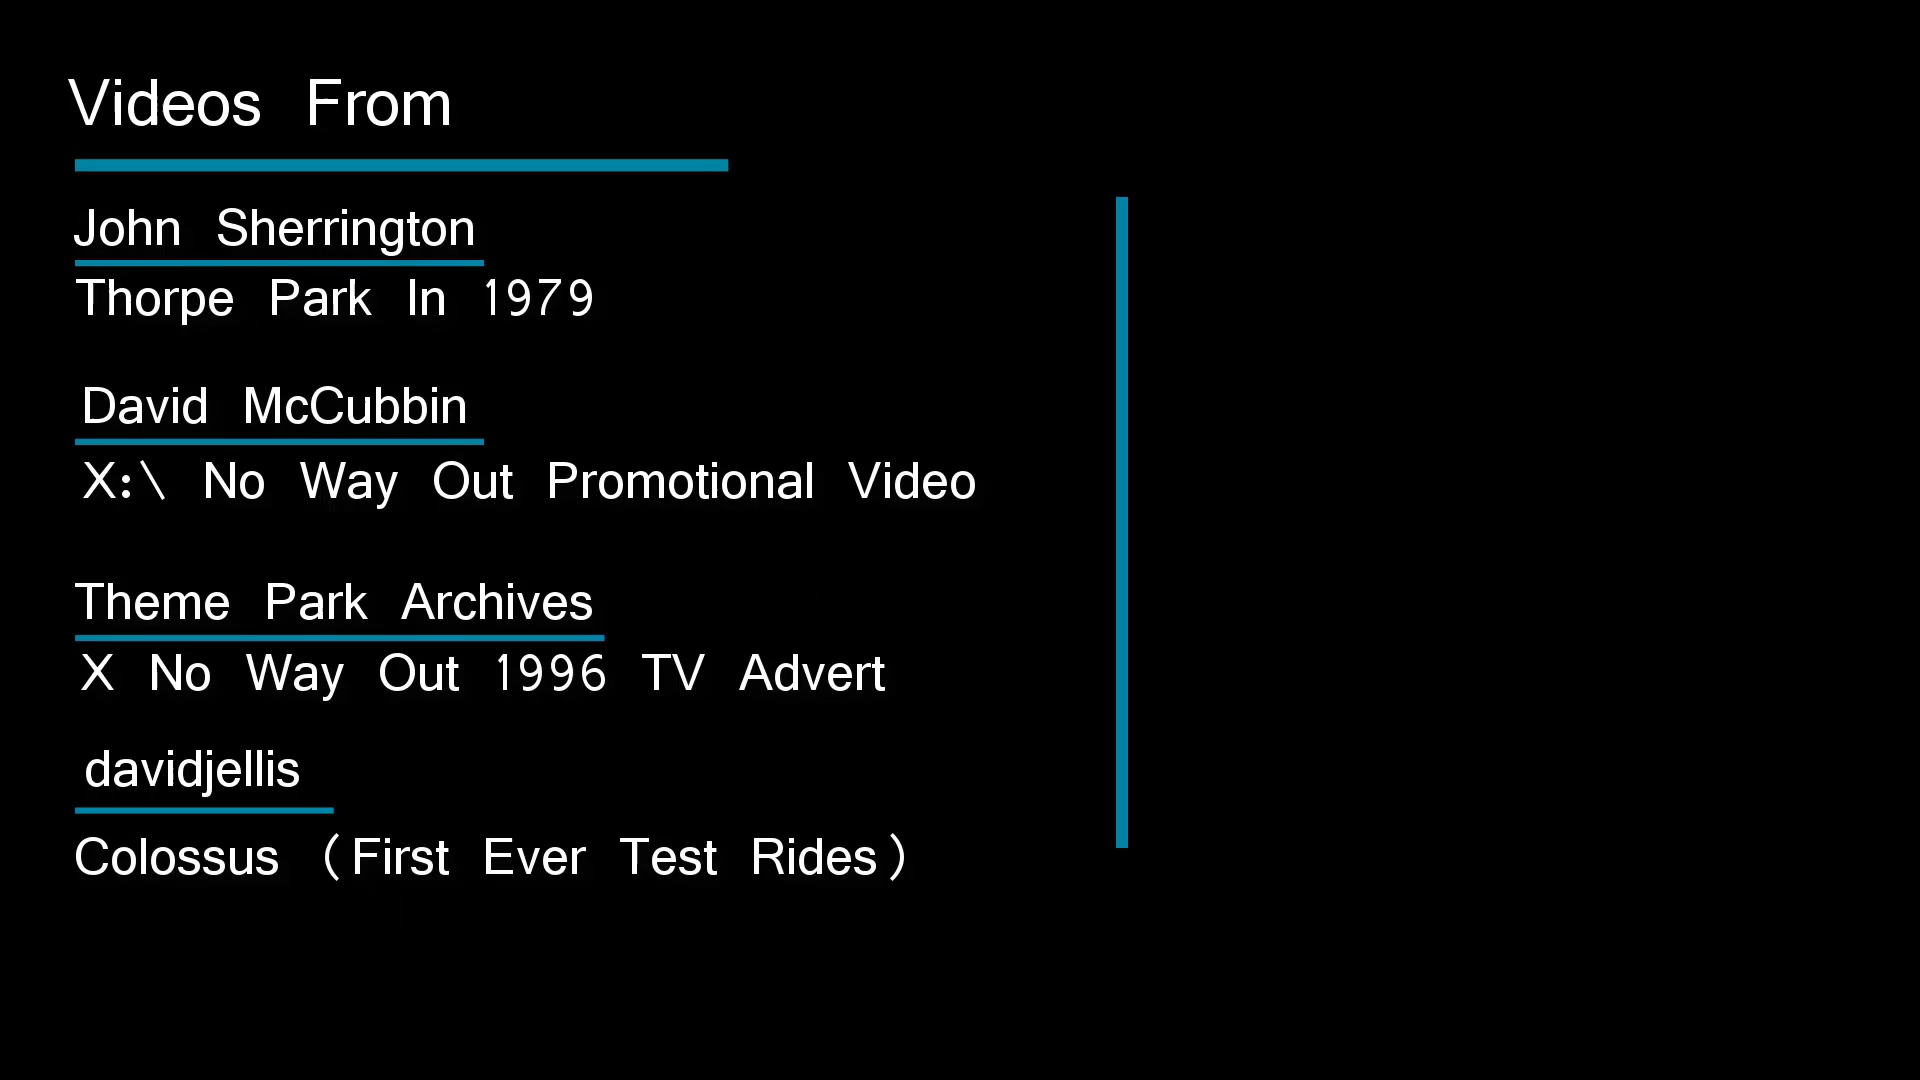 Videos From
John Sherrington
Thorpe Park In 1979
David McCubbin
X:\ No Way Out Promotional Video
Theme Park Archives
X No Way Out 1996 TV Advert
davidjellis
Colossus (First Ever Test Rides)